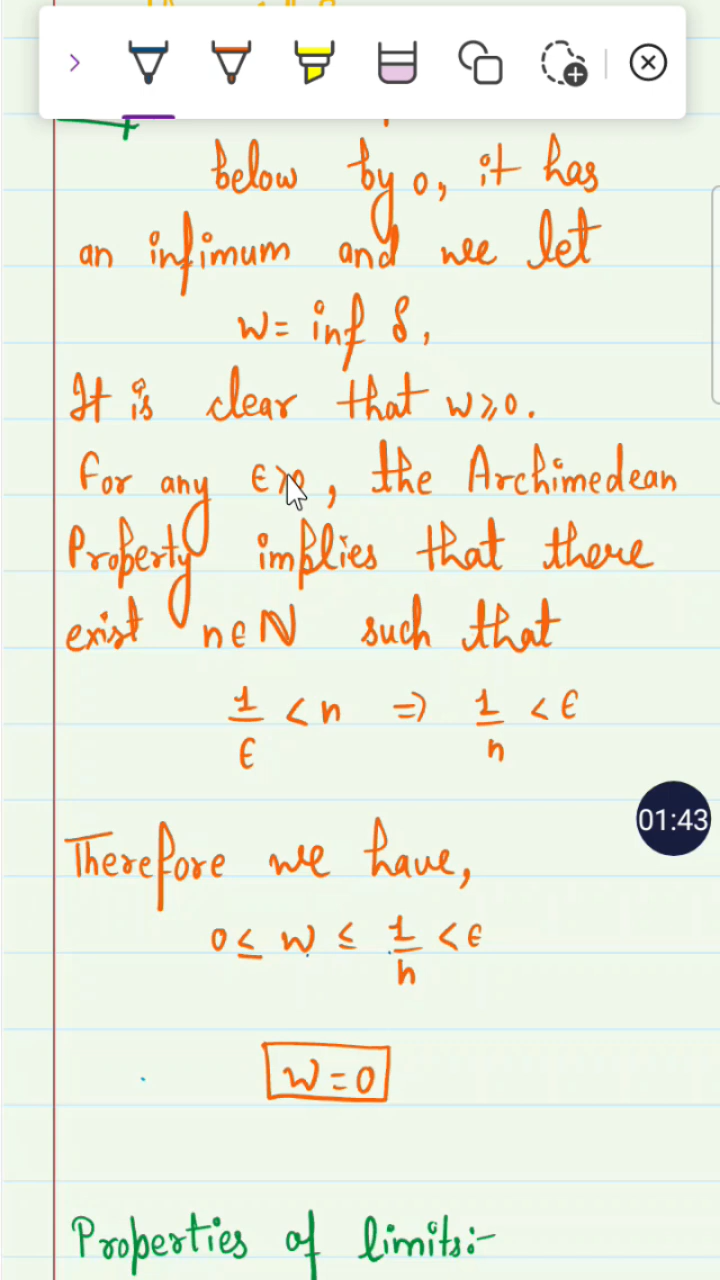 below by 0, it has
an infimum and we let
w = inf S,
It is clear that w ≥ 0.
For any ϵ > 0, the Archimedean
Property implies that there
exist n ∈ ℕ such that
1/ϵ < n ⇒ 1/n < ϵ
01:43
Therefore we have,
0 ≤ w ≤ 1/n < ϵ
w = 0
Properties of limits:-